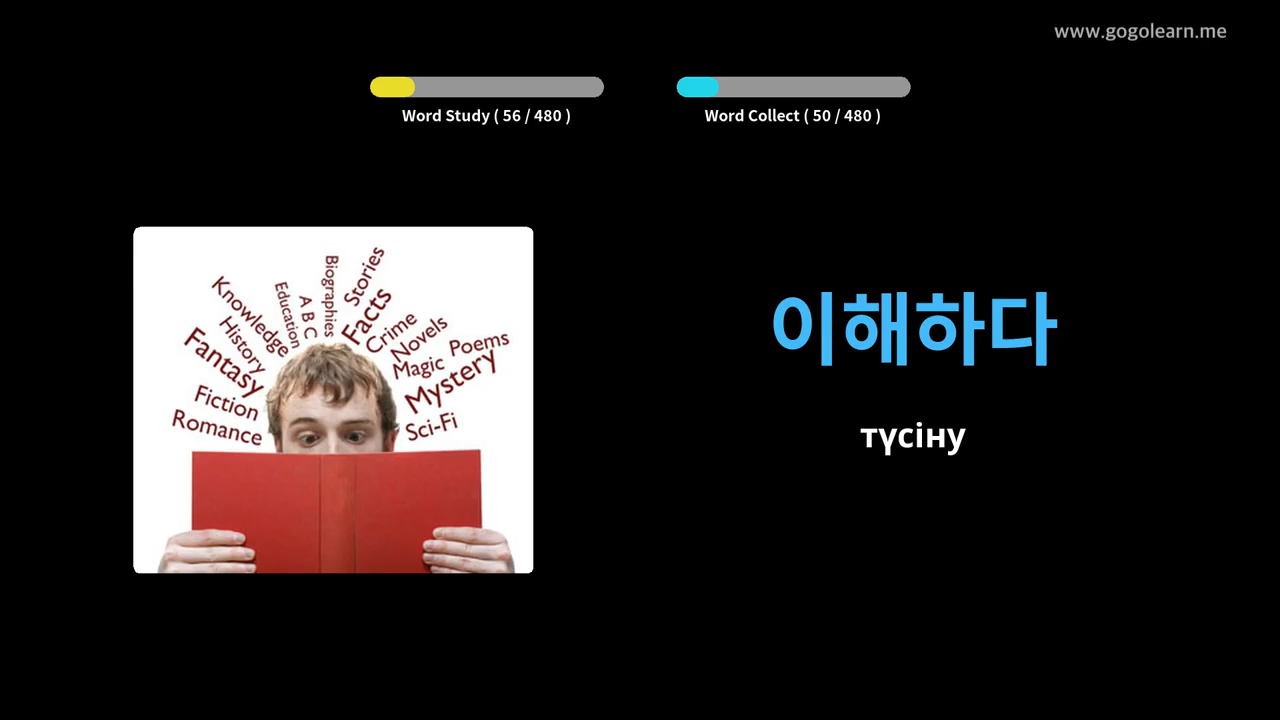 www.gogolearn.me
Word Study ( 56 / 480 )
Word Collect ( 50 / 480 )
Knowledge
History
Fantasy
Fiction
Romance
Education
A B C
Biographies
Stories
Facts
Crime
Novels
Magic
Poems
Mystery
Sci-Fi
이해하다
түсіну